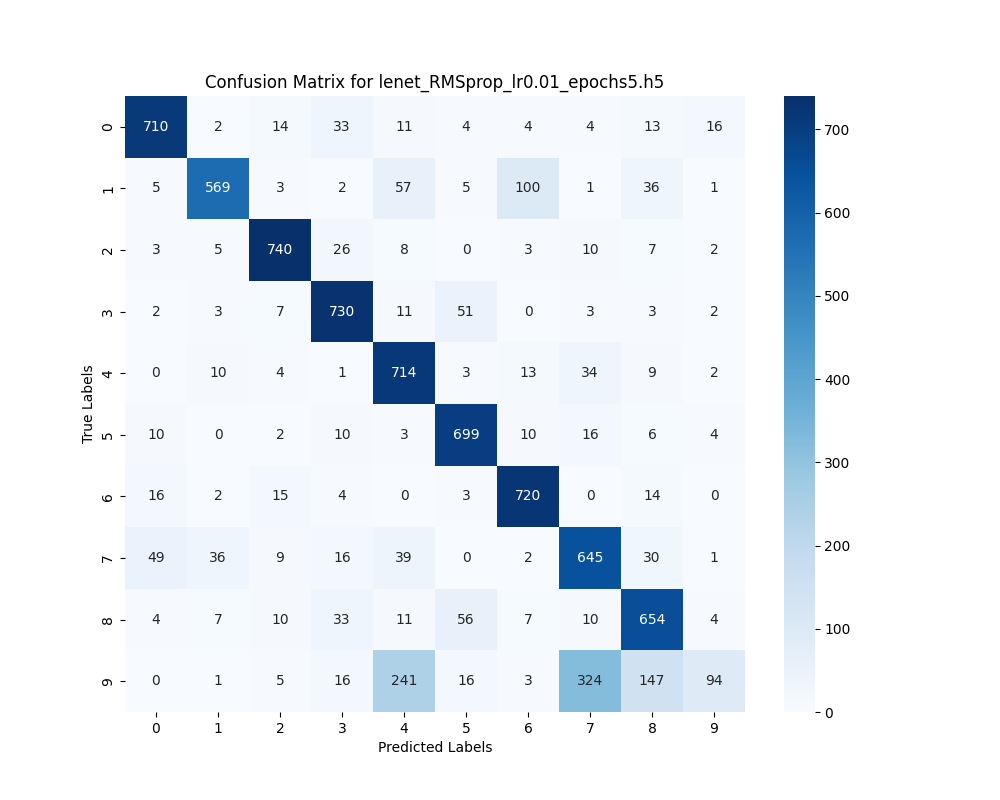 Confusion Matrix for lenet_RMSprop_lr0.01_epochs5.h5
0 710 2 14 33 11 4 4 4 13 16
1 5 569 3 2 57 5 100 1 36 1
2 3 5 740 26 8 0 3 10 7 2
3 2 3 7 730 11 51 0 3 3 2
4 0 10 4 1 714 3 13 34 9 2
5 10 0 2 10 3 699 10 16 6 4
6 16 2 15 4 0 3 720 0 14 0
7 49 36 9 16 39 0 2 645 30 1
8 4 7 10 33 11 56 7 10 654 4
9 0 1 5 16 241 16 3 324 147 94
0 1 2 3 4 5 6 7 8 9
Predicted Labels
True Labels
700
600
500
400
300
200
100
0